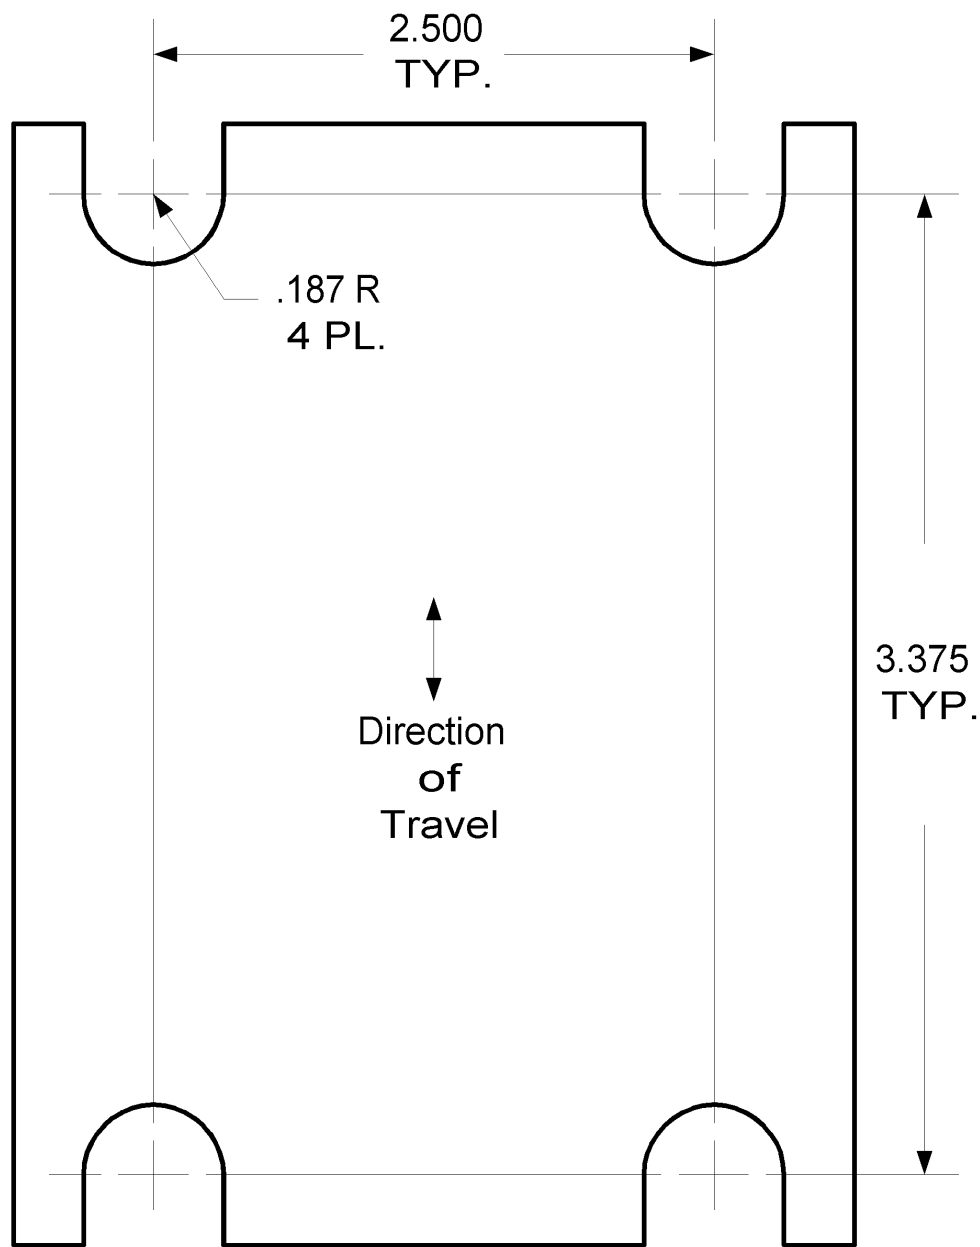 2.500
TYP.
.187 R
4 PL.
3.375
TYP.
Direction
of
Travel